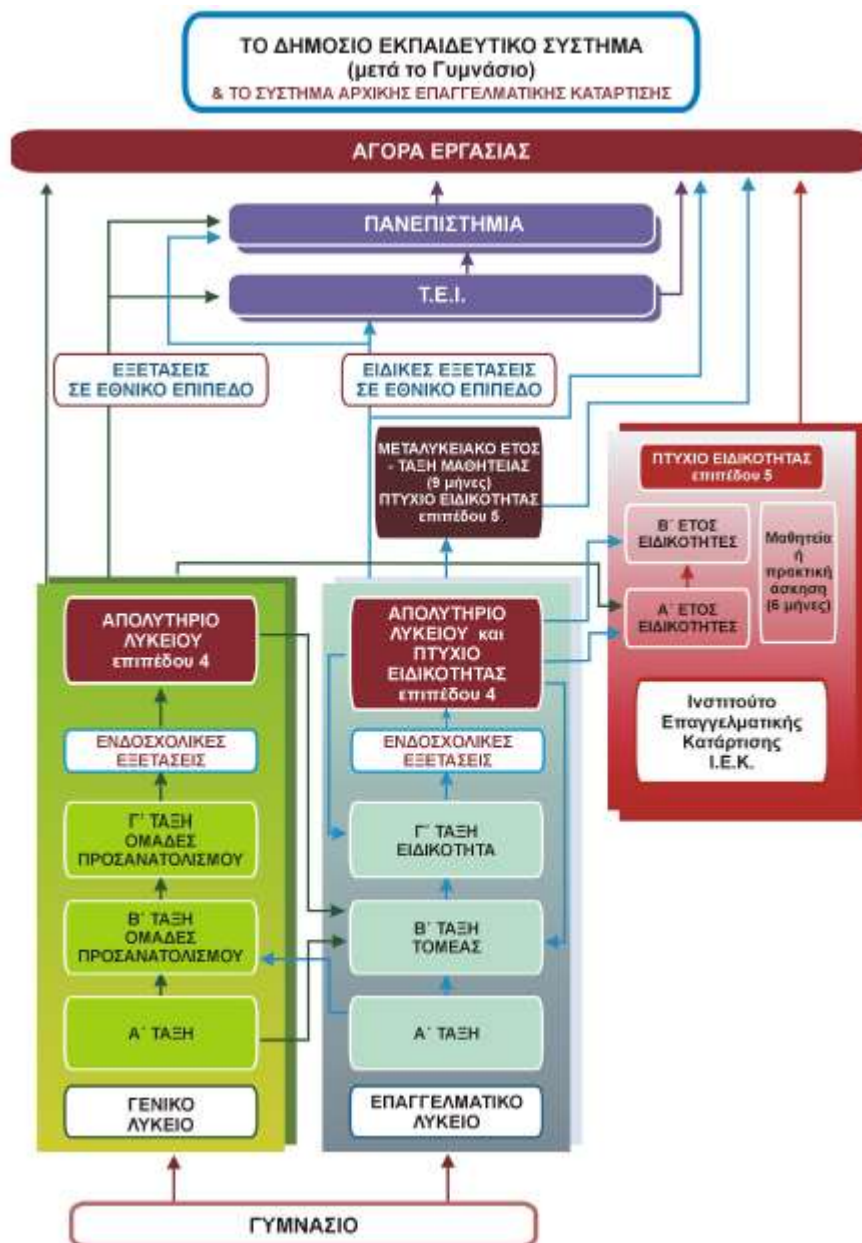 ΤΟ ΔΗΜΟΣΙΟ ΕΚΠΑΙΔΕΥΤΙΚΟ ΣΥΣΤΗΜΑ
(μετά το Γυμνάσιο)
& ΤΟ ΣΥΣΤΗΜΑ ΑΡΧΙΚΗΣ ΕΠΑΓΓΕΛΜΑΤΙΚΗΣ ΚΑΤΑΡΤΙΣΗΣ
ΑΓΟΡΑ ΕΡΓΑΣΙΑΣ
ΠΑΝΕΠΙΣΤΗΜΙΑ
Τ.Ε.Ι.
ΕΞΕΤΑΣΕΙΣ
ΣΕ ΕΘΝΙΚΟ ΕΠΙΠΕΔΟ
ΕΙΔΙΚΕΣ ΕΞΕΤΑΣΕΙΣ
ΣΕ ΕΘΝΙΚΟ ΕΠΙΠΕΔΟ
ΜΕΤΑΛΥΚΕΙΑΚΟ ΕΤΟΣ
- ΤΑΞΗ ΜΑΘΗΤΕΙΑΣ
(9 μήνες)
ΠΤΥΧΙΟ ΕΙΔΙΚΟΤΗΤΑΣ
επιπέδου 5
ΠΤΥΧΙΟ ΕΙΔΙΚΟΤΗΤΑΣ
επιπέδου 5
Β΄ ΕΤΟΣ
ΕΙΔΙΚΟΤΗΤΕΣ
Α΄ ΕΤΟΣ
ΕΙΔΙΚΟΤΗΤΕΣ
Μαθητεία
ή
πρακτική
άσκηση
(6 μήνες)
Ινστιτούτο
Επαγγελματικής
Κατάρτισης
Ι.Ε.Κ.
ΑΠΟΛΥΤΗΡΙΟ
ΛΥΚΕΙΟΥ
επιπέδου 4
ΕΝΔΟΣΧΟΛΙΚΕΣ
ΕΞΕΤΑΣΕΙΣ
Γ΄ ΤΑΞΗ
ΟΜΑΔΕΣ
ΠΡΟΣΑΝΑΤΟΛΙΣΜΟΥ
Β΄ ΤΑΞΗ
ΟΜΑΔΕΣ
ΠΡΟΣΑΝΑΤΟΛΙΣΜΟΥ
Α΄ ΤΑΞΗ
ΓΕΝΙΚΟ
ΛΥΚΕΙΟ
ΑΠΟΛΥΤΗΡΙΟ
ΛΥΚΕΙΟΥ και
ΠΤΥΧΙΟ
ΕΙΔΙΚΟΤΗΤΑΣ
επιπέδου 4
ΕΝΔΟΣΧΟΛΙΚΕΣ
ΕΞΕΤΑΣΕΙΣ
Γ΄ ΤΑΞΗ
ΕΙΔΙΚΟΤΗΤΑ
Β΄ ΤΑΞΗ
ΤΟΜΕΑΣ
Α΄ ΤΑΞΗ
ΕΠΑΓΓΕΛΜΑΤΙΚΟ
ΛΥΚΕΙΟ
ΓΥΜΝΑΣΙΟ